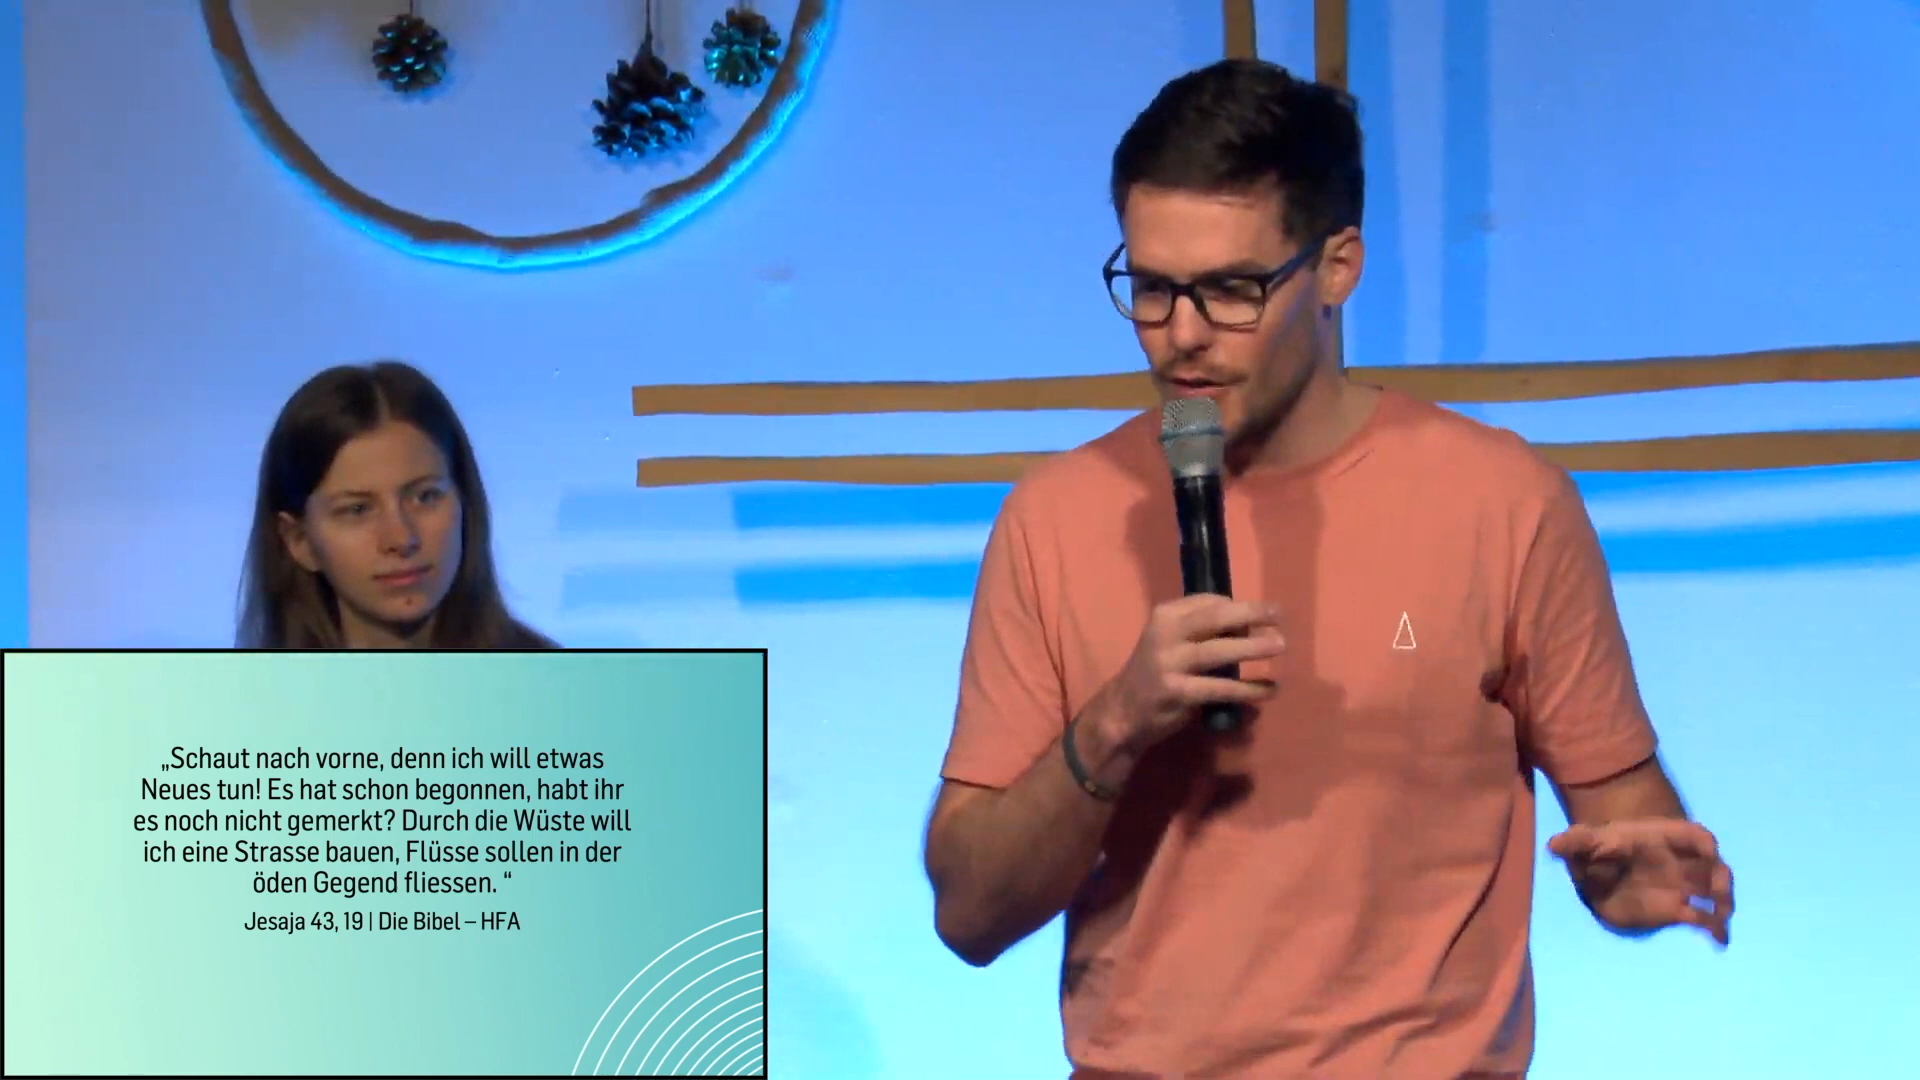 „Schaut nach vorne, denn ich will etwas
Neues tun! Es hat schon begonnen, habt ihr
es noch nicht gemerkt? Durch die Wüste will
ich eine Strasse bauen, Flüsse sollen in der
öden Gegend fliessen. “
Jesaja 43, 19 | Die Bibel – HFA